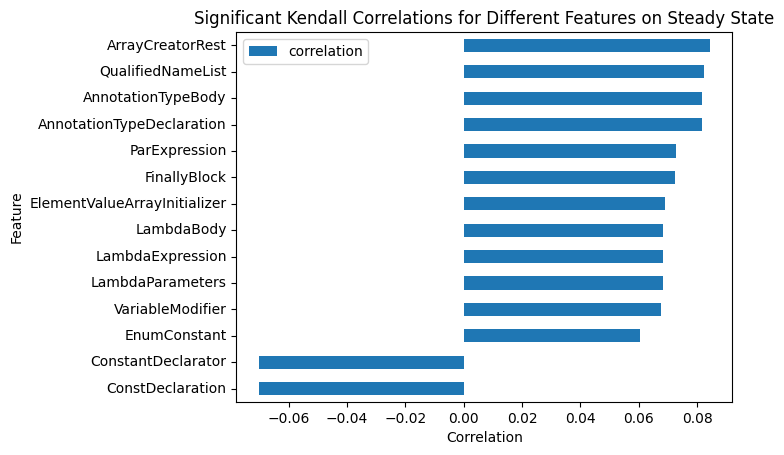 Significant Kendall Correlations for Different Features on Steady State
correlation
Feature
ArrayCreatorRest
QualifiedNameList
AnnotationTypeBody
AnnotationTypeDeclaration
ParExpression
FinallyBlock
ElementValueArrayInitializer
LambdaBody
LambdaExpression
LambdaParameters
VariableModifier
EnumConstant
ConstantDeclarator
ConstDeclaration
−0.06 −0.04 −0.02 0.00 0.02 0.04 0.06 0.08
Correlation